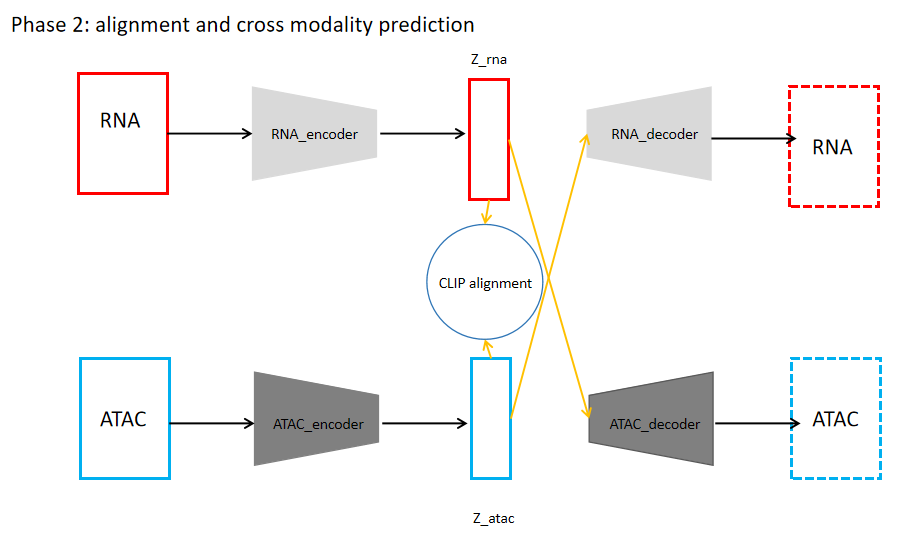 Phase 2: alignment and cross modality prediction
Z_rna
RNA
RNA_encoder
RNA_decoder
RNA
CLIP alignment
ATAC
ATAC_encoder
ATAC_decoder
ATAC
Z_atac